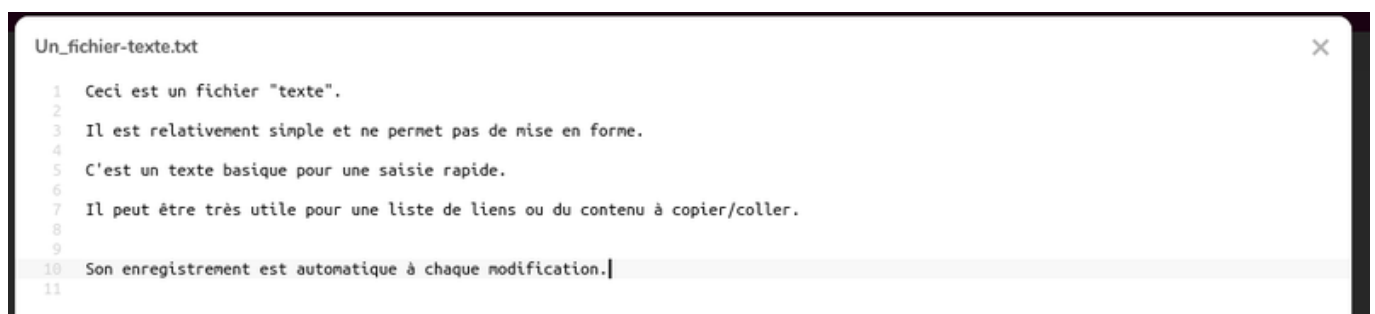 Un_fichier-texte.txt
1 Ceci est un fichier "texte".
2
3 Il est relativement simple et ne permet pas de mise en forme.
4
5 C'est un texte basique pour une saisie rapide.
6
7 Il peut être très utile pour une liste de liens ou du contenu à copier/coller.
8
9
10 Son enregistrement est automatique à chaque modification.
11